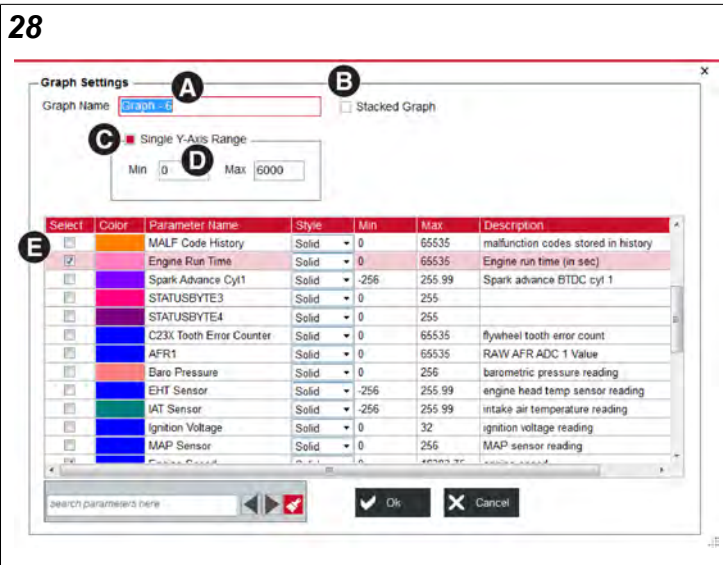 28
x
Graph Settings
A
B
Graph Name Graph - 6
Stacked Graph
C
Single Y-Axis Range
D
Min 0 Max 6000
Select Color Parameter Name Style Min Max Description
E
MALF Code History Solid 0 65535 malfunction codes stored in history
Engine Run Time Solid 0 65535 Engine run time (in sec)
Spark Advance Cyl1 Solid -256 255.99 Spark advance BTDC cyl 1
STATUSBYTE3 Solid 0 255
STATUSBYTE4 Solid 0 255
C23X Tooth Error Counter Solid 0 65535 flywheel tooth error count
AFR1 Solid 0 65535 RAW AFR ADC 1 Value
Baro Pressure Solid 0 256 barometric pressure reading
EHT Sensor Solid -256 255.99 engine head temp sensor reading
IAT Sensor Solid -256 255.99 intake air temperature reading
Ignition Voltage Solid 0 32 ignition voltage reading
MAP Sensor Solid 0 256 MAP sensor reading
search parameters here
Ok
Cancel